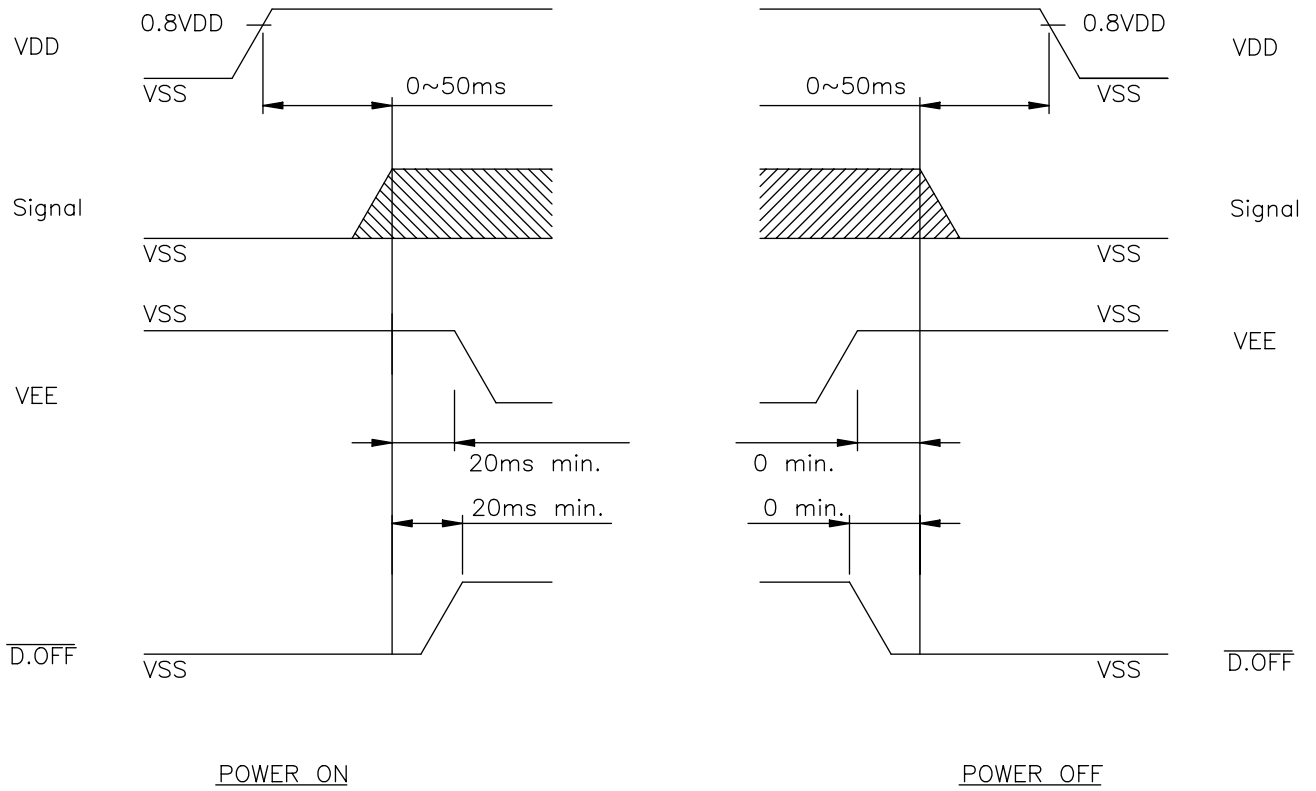 0.8VDD
0.8VDD
VDD
VDD
VSS
0~50ms
0~50ms
VSS
Signal
Signal
VSS
VSS
VSS
VSS
VEE
VEE
20ms min.
0 min.
20ms min.
0 min.
D.OFF
VSS
VSS
D.OFF
POWER ON
POWER OFF